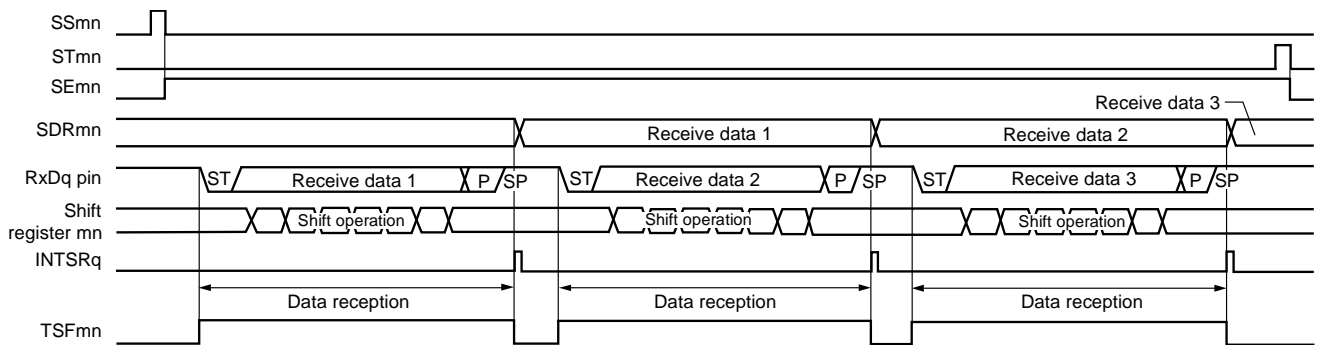 SSmn
STmn
SEmn
Receive data 3
SDRmn
Receive data 1
Receive data 2
RxDq pin
ST
Receive data 1
P
SP
ST
Receive data 2
P
SP
ST
Receive data 3
P
SP
Shift
register mn
Shift operation
Shift operation
Shift operation
INTSRq
Data reception
Data reception
Data reception
TSFmn